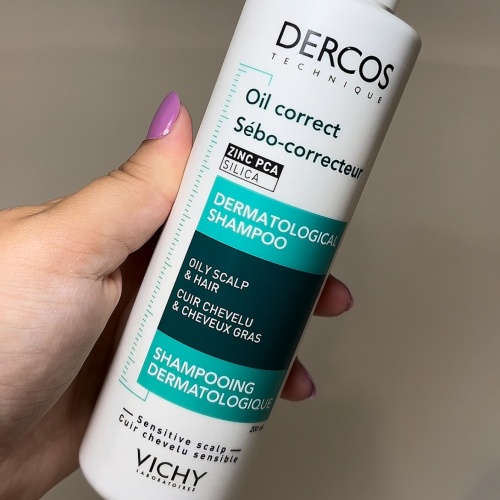 DERCOS
TECHNIQUE
Oil correct
Sébo-correcteur
ZINC PCA
SILICA
DERMATOLOGICAL
SHAMPOO
OILY SCALP
& HAIR
CUIR CHEVELU
& CHEVEUX GRAS
SHAMPOOING
DERMATOLOGIQUE
200 ml
Sensitive scalp
Cuir chevelu sensible
VICHY
LABORATOIRES